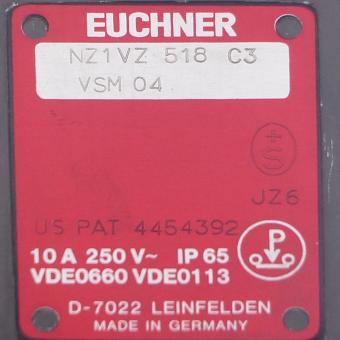 EUCHNER
NZ1VZ 518 C3
VSM 04
JZ6
US PAT 4454392
10 A 250 V~ IP 65
VDE0660 VDE0113
P
D-7022 LEINFELDEN
MADE IN GERMANY